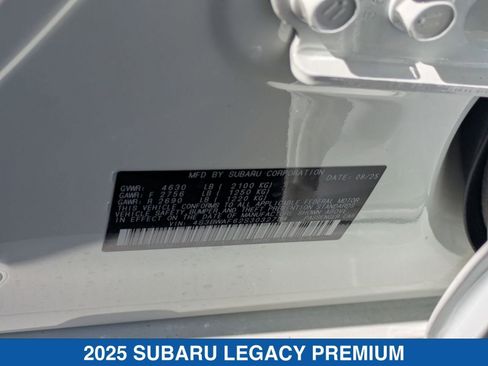 MFD BY SUBARU CORPORATION DATE: 08/25
GVWR: 4630 LB ( 2100 KG)
GAWR: F 2756 LB ( 1250 KG)
GAWR: R 2690 LB ( 1220 KG)
THIS VEHICLE CONFORMS TO ALL APPLICABLE FEDERAL MOTOR
VEHICLE SAFETY, BUMPER AND THEFT PREVENTION STANDARDS
IN EFFECT ON THE DATE OF MANUFACTURE SHOWN ABOVE.
PASSENGER
2025 SUBARU LEGACY PREMIUM